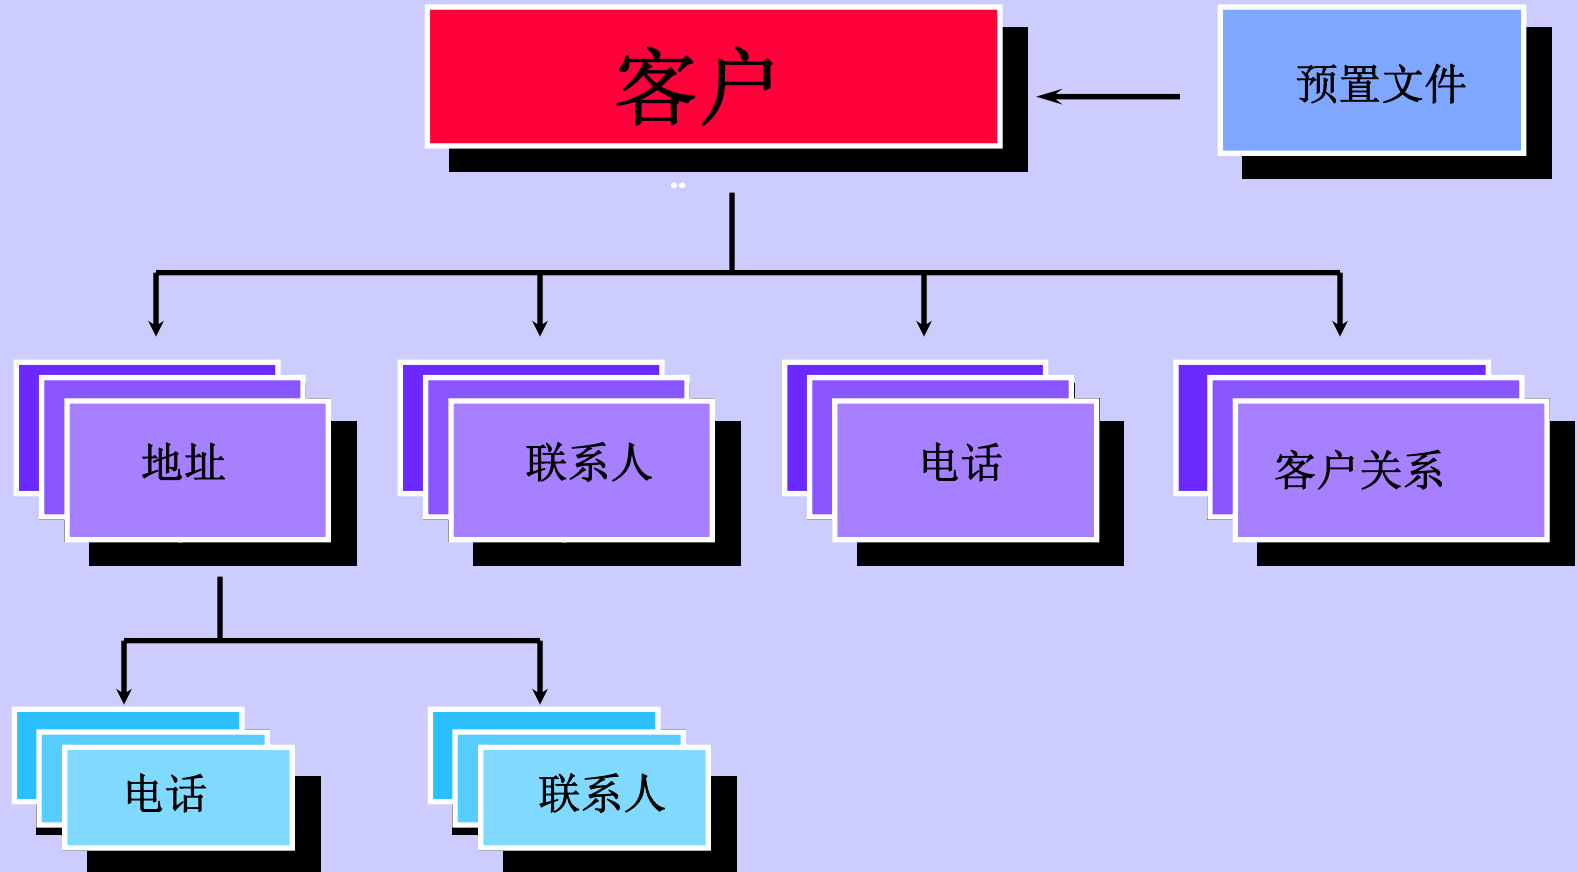 客户
预置文件
地址
联系人
电话
客户关系
电话
联系人